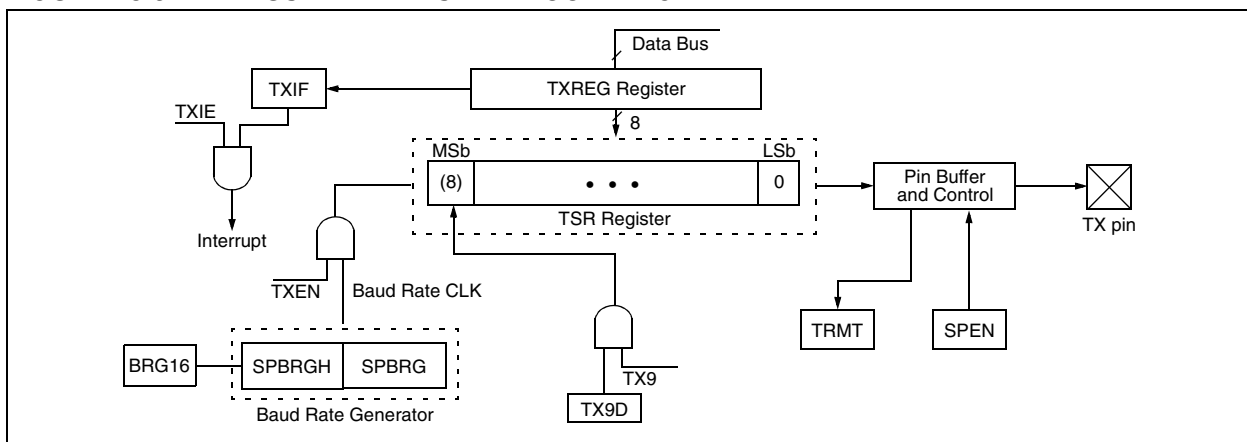 Data Bus
TXREG Register
TXIF
TXIE
8
MSb
LSb
(8)
• • •
0
TSR Register
Pin Buffer
and Control
TX pin
Interrupt
TXEN
Baud Rate CLK
TRMT
SPEN
BRG16
SPBRGH
SPBRG
TX9
TX9D
Baud Rate Generator